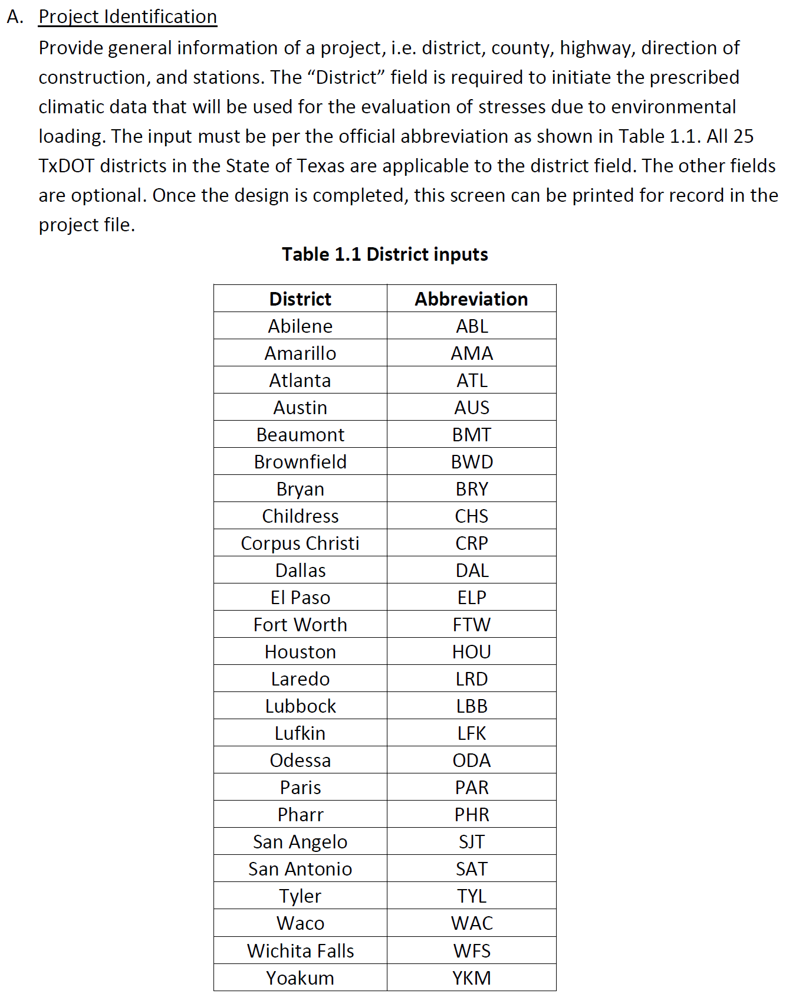 A. Project Identification
Provide general information of a project, i.e. district, county, highway, direction of
construction, and stations. The “District” field is required to initiate the prescribed
climatic data that will be used for the evaluation of stresses due to environmental
loading. The input must be per the official abbreviation as shown in Table 1.1. All 25
TxDOT districts in the State of Texas are applicable to the district field. The other fields
are optional. Once the design is completed, this screen can be printed for record in the
project file.
Table 1.1 District inputs
District Abbreviation
Abilene ABL
Amarillo AMA
Atlanta ATL
Austin AUS
Beaumont BMT
Brownfield BWD
Bryan BRY
Childress CHS
Corpus Christi CRP
Dallas DAL
El Paso ELP
Fort Worth FTW
Houston HOU
Laredo LRD
Lubbock LBB
Lufkin LFK
Odessa ODA
Paris PAR
Pharr PHR
San Angelo SJT
San Antonio SAT
Tyler TYL
Waco WAC
Wichita Falls WFS
Yoakum YKM